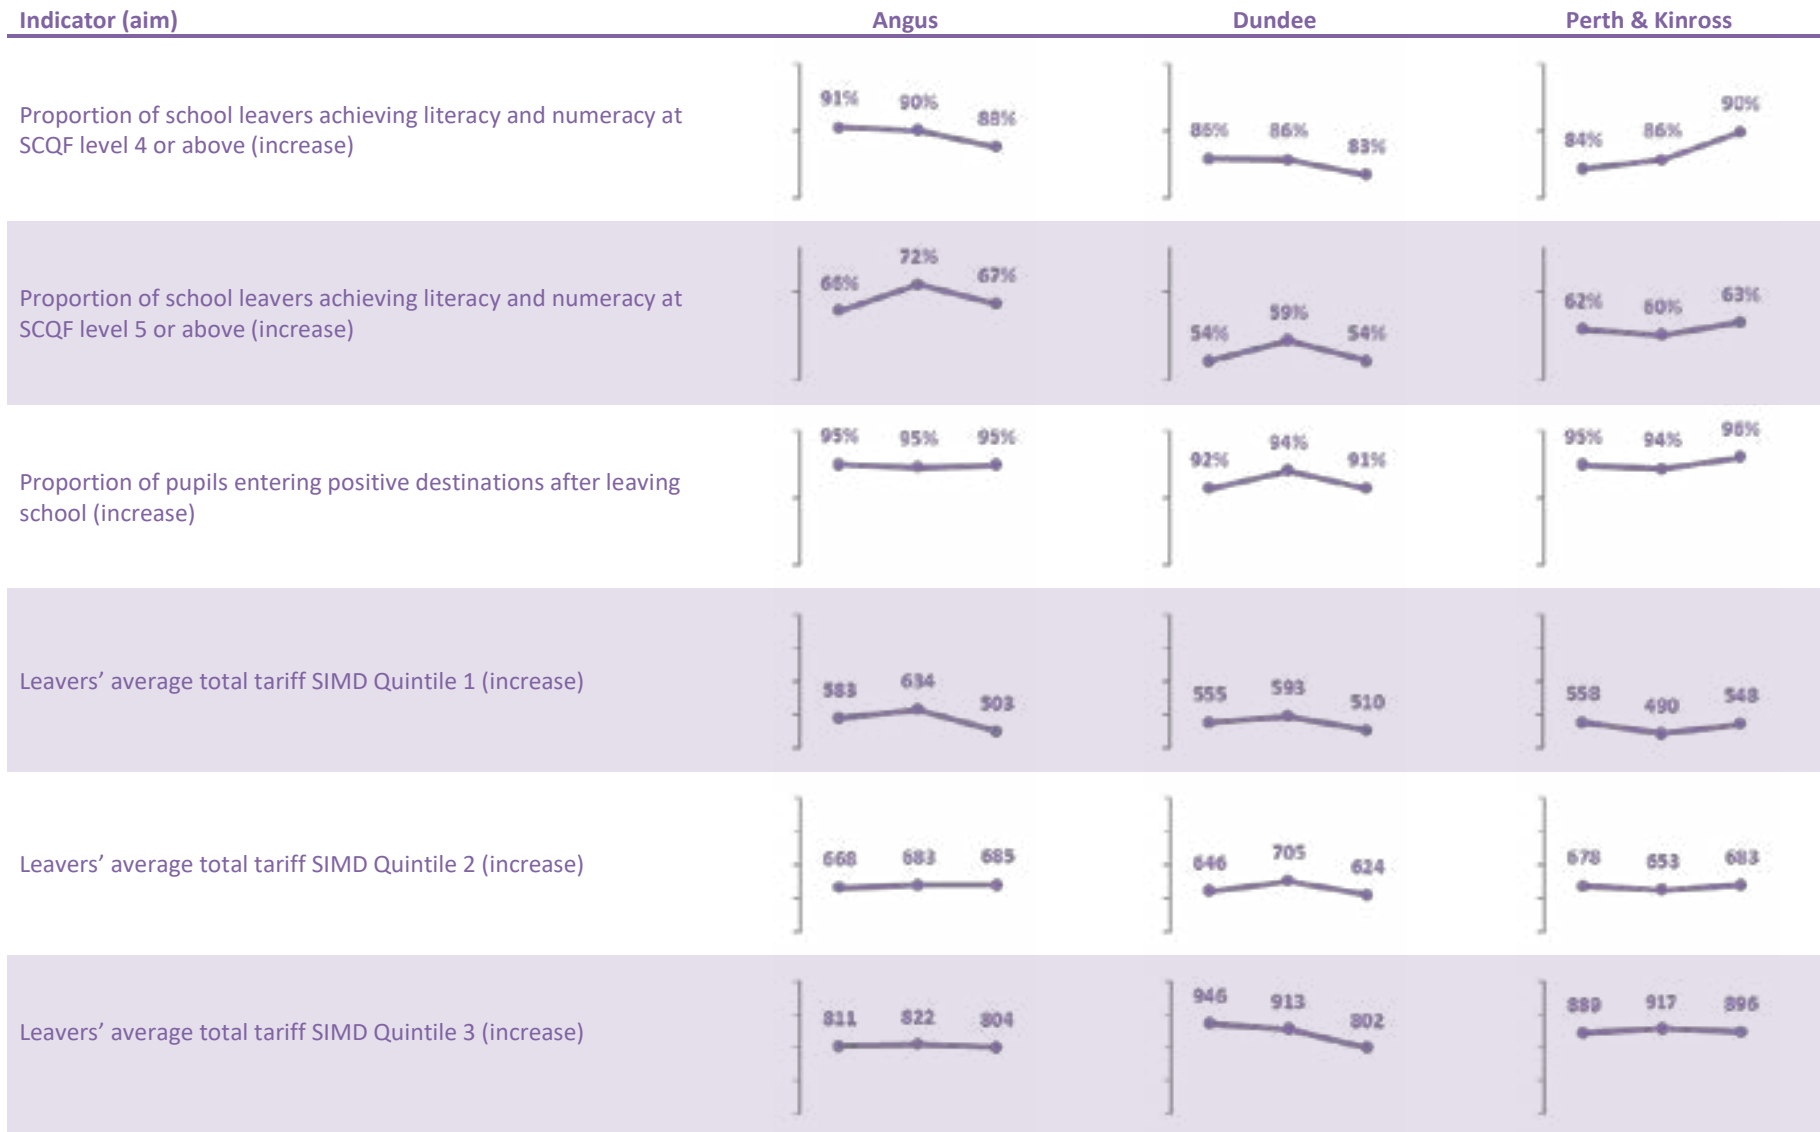 Indicator (aim) Angus Dundee Perth & Kinross
91% 90% 88% 86% 86% 83% 84% 86% 90%
Proportion of school leavers achieving literacy and numeracy at
SCQF level 4 or above (increase)
66% 72% 67% 54% 59% 54% 62% 60% 63%
Proportion of school leavers achieving literacy and numeracy at
SCQF level 5 or above (increase)
95% 95% 95% 92% 94% 91% 95% 94% 96%
Proportion of pupils entering positive destinations after leaving
school (increase)
Leavers’ average total tariff SIMD Quintile 1 (increase)
583 634 503 555 593 510 558 490 548
Leavers’ average total tariff SIMD Quintile 2 (increase)
668 683 685 646 705 624 678 653 683
Leavers’ average total tariff SIMD Quintile 3 (increase)
811 822 804 946 913 802 889 917 896